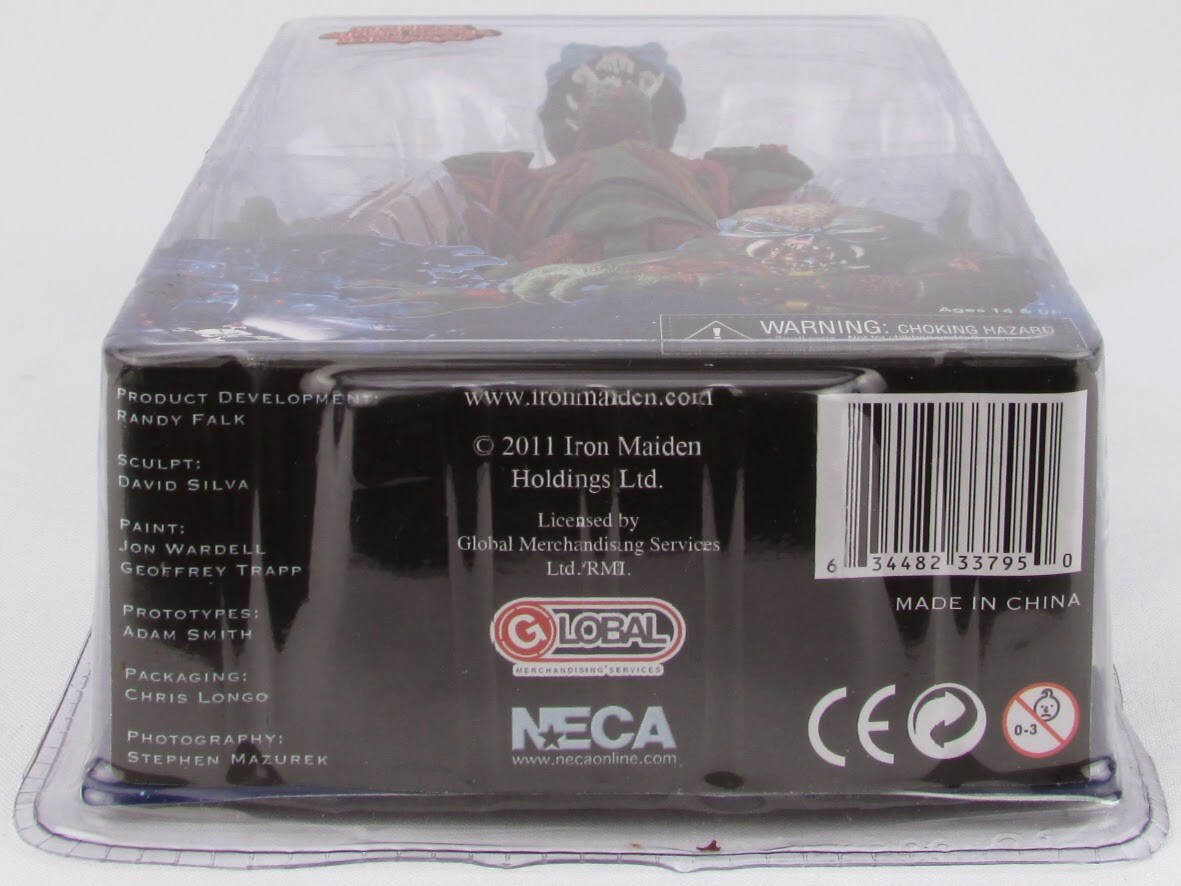 Ages 14 & UP
WARNING: CHOKING HAZARD
PRODUCT DEVELOPMENT:
RANDY FALK
SCULPT:
DAVID SILVA
PAINT:
JON WARDELL
GEOFFREY TRAPP
PROTOTYPES:
ADAM SMITH
PACKAGING:
CHRIS LONGO
PHOTOGRAPHY:
STEPHEN MAZUREK
www.ironmaiden.com
© 2011 Iron Maiden
Holdings Ltd.
Licensed by
Global Merchandising Services
Ltd./RMI.
GLOBAL
MERCHANDISING SERVICES
NECA
www.necaonline.com
6 34482 33795 0
MADE IN CHINA
CE
0-3